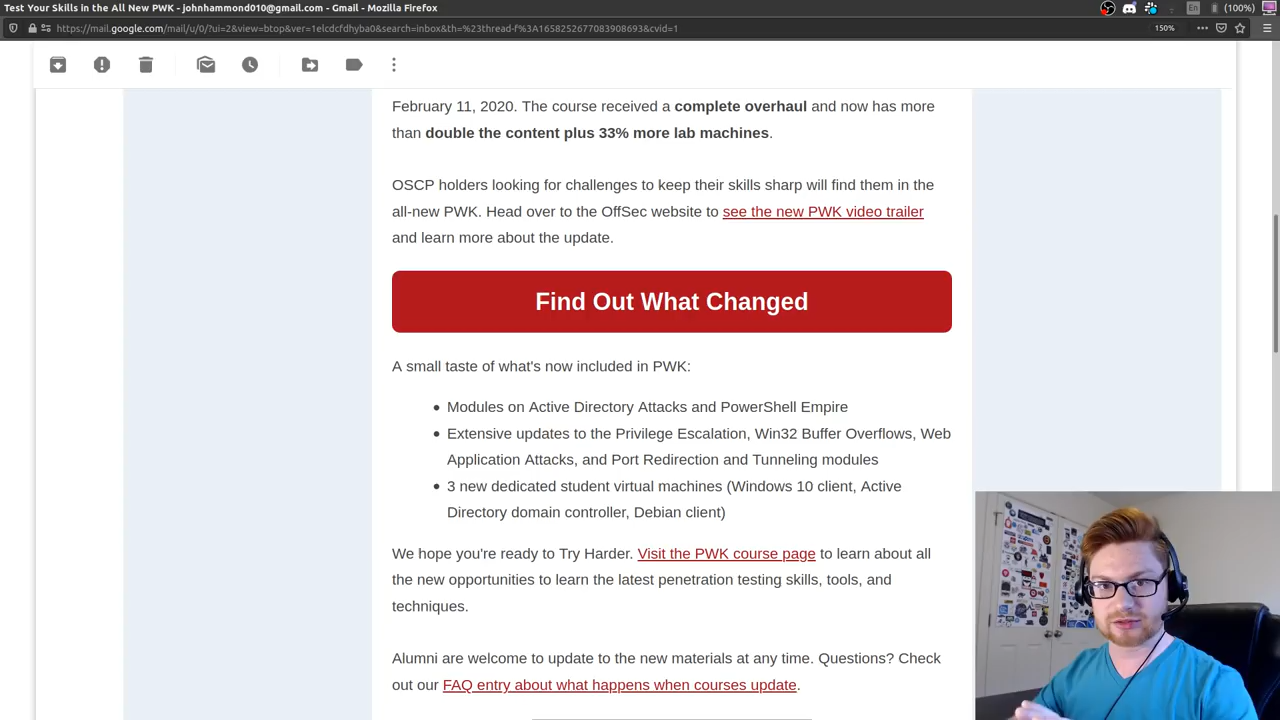 Test Your Skills in the All New PWK - johnhammond010@gmail.com - Gmail - Mozilla Firefox
En
(100%)
https://mail.google.com/mail/u/0/?ui=2&view=btop&ver=1elcdcfdhyba0&search=inbox&th=%23thread-f%3A1658252677083908693&cvid=1
150%
February 11, 2020. The course received a complete overhaul and now has more
than double the content plus 33% more lab machines.
OSCP holders looking for challenges to keep their skills sharp will find them in the
all-new PWK. Head over to the OffSec website to see the new PWK video trailer
and learn more about the update.
Find Out What Changed
A small taste of what's now included in PWK:
• Modules on Active Directory Attacks and PowerShell Empire
• Extensive updates to the Privilege Escalation, Win32 Buffer Overflows, Web
Application Attacks, and Port Redirection and Tunneling modules
• 3 new dedicated student virtual machines (Windows 10 client, Active
Directory domain controller, Debian client)
We hope you're ready to Try Harder. Visit the PWK course page to learn about all
the new opportunities to learn the latest penetration testing skills, tools, and
techniques.
Alumni are welcome to update to the new materials at any time. Questions? Check
out our FAQ entry about what happens when courses update.